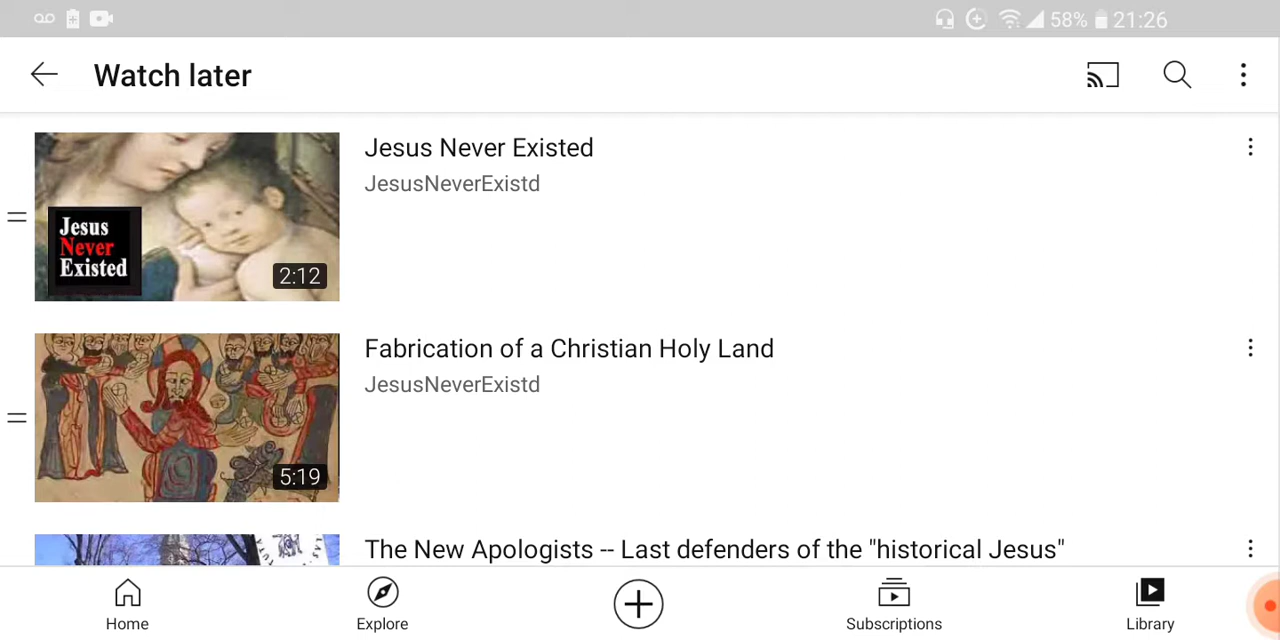 58% 21:26
Watch later
Jesus Never Existed
JesusNeverExistd
Jesus
Never
Existed
2:12
Fabrication of a Christian Holy Land
JesusNeverExistd
5:19
The New Apologists -- Last defenders of the "historical Jesus"
Home Explore Subscriptions Library